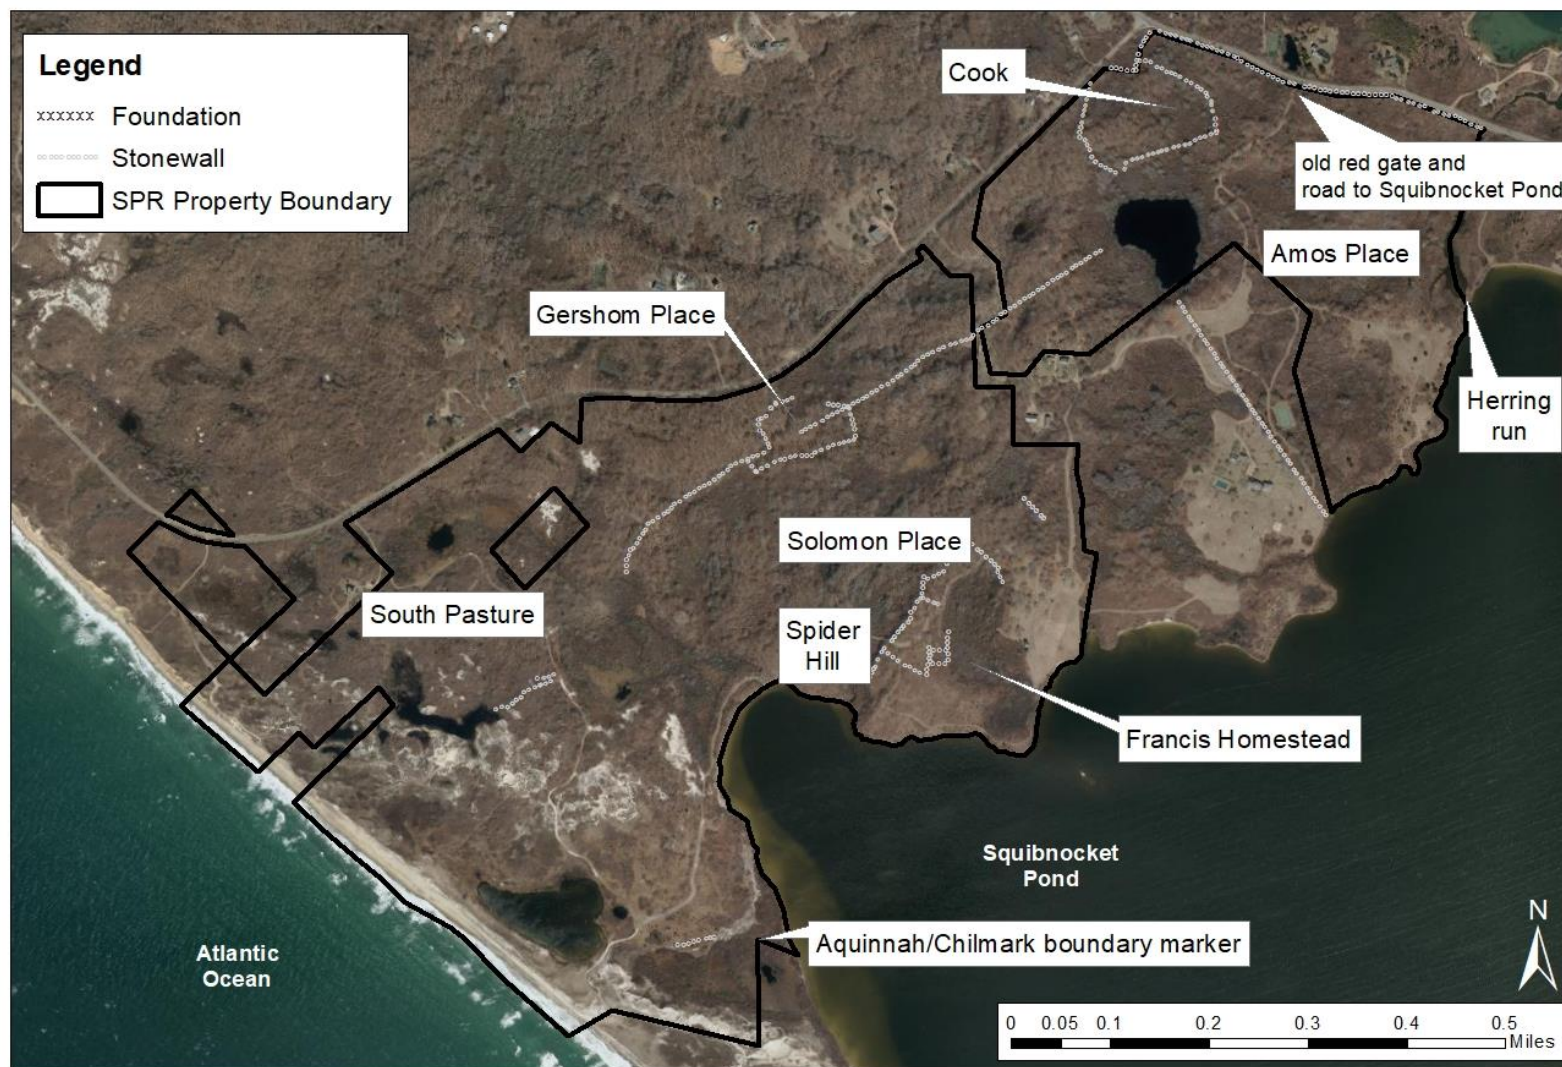 Legend
Foundation
Stonewall
SPR Property Boundary
Cook
old red gate and
road to Squibnocket Pond
Amos Place
Gershom Place
Herring
run
Solomon Place
South Pasture
Spider
Hill
Francis Homestead
Squibnocket
Pond
Aquinnah/Chilmark boundary marker
Atlantic
Ocean
N
0 0.05 0.1 0.2 0.3 0.4 0.5
Miles